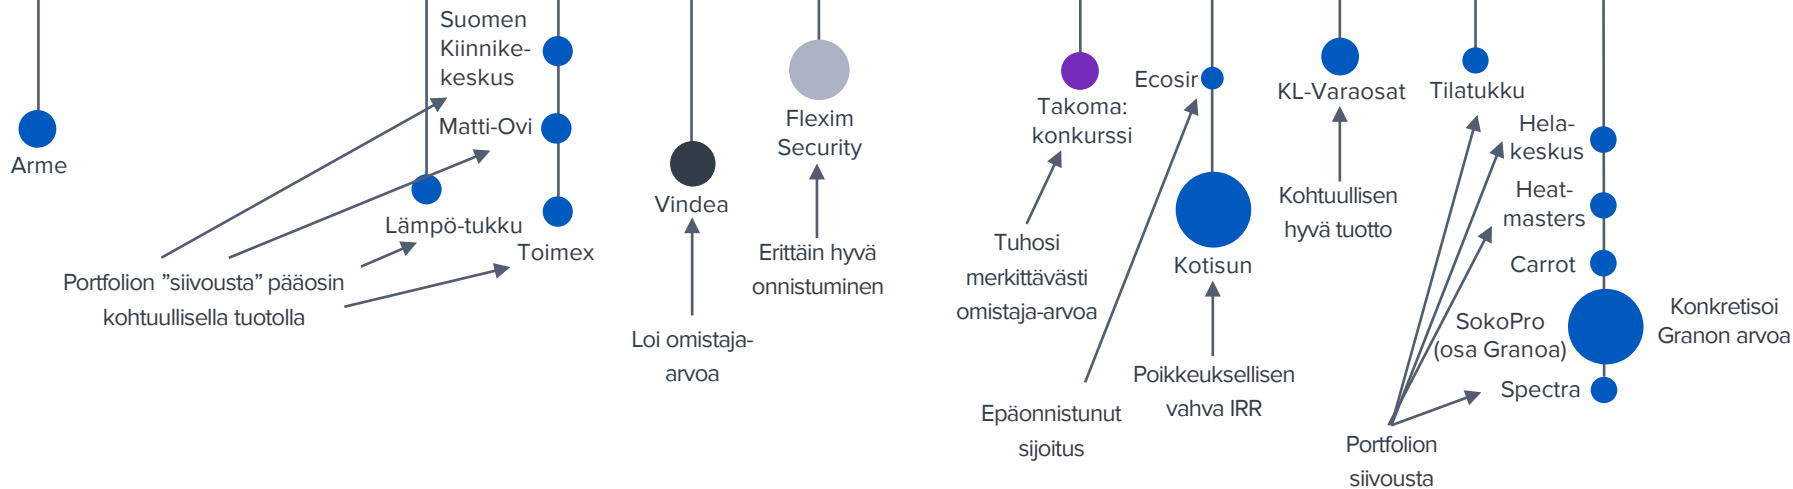 Arme
Suomen
Kiinnike-
keskus
Matti-Ovi
Lämpö-tukku
Toimex
Portfolion ”siivousta” pääosin
kohtuullisella tuotolla
Vindea
Loi omistaja-
arvoa
Flexim
Security
Erittäin hyvä
onnistuminen
Takoma:
konkurssi
Tuhosi
merkittävästi
omistaja-arvoa
Ecosir
Epäonnistunut
sijoitus
Kotisun
Poikkeuksellisen
vahva IRR
KL-Varaosat
Kohtuullisen
hyvä tuotto
Tilatukku
Hela-
keskus
Heat-
masters
Carrot
SokoPro
(osa Granoa)
Spectra
Konkretisoi
Granon arvoa
Portfolion
siivousta